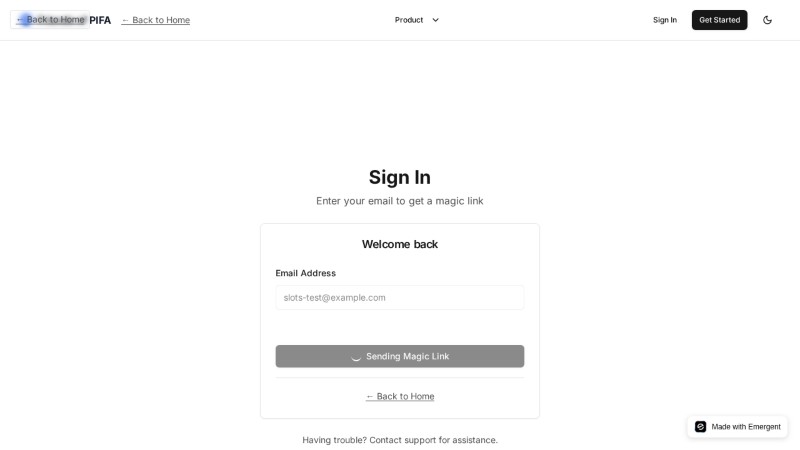 ← Back to Home PIFA ← Back to Home Product Sign In Get Started
Sign In
Enter your email to get a magic link
Welcome back
Email Address
slots-test@example.com
Sending Magic Link
← Back to Home
Made with Emergent
Having trouble? Contact support for assistance.